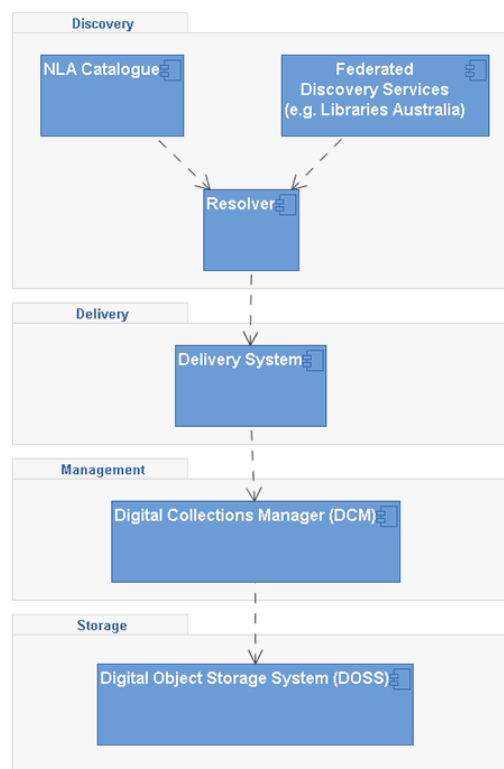 Discovery
NLA Catalogue
Federated
Discovery Services
(e.g. Libraries Australia)
Resolver
Delivery
Delivery System
Management
Digital Collections Manager (DCM)
Storage
Digital Object Storage System (DOSS)